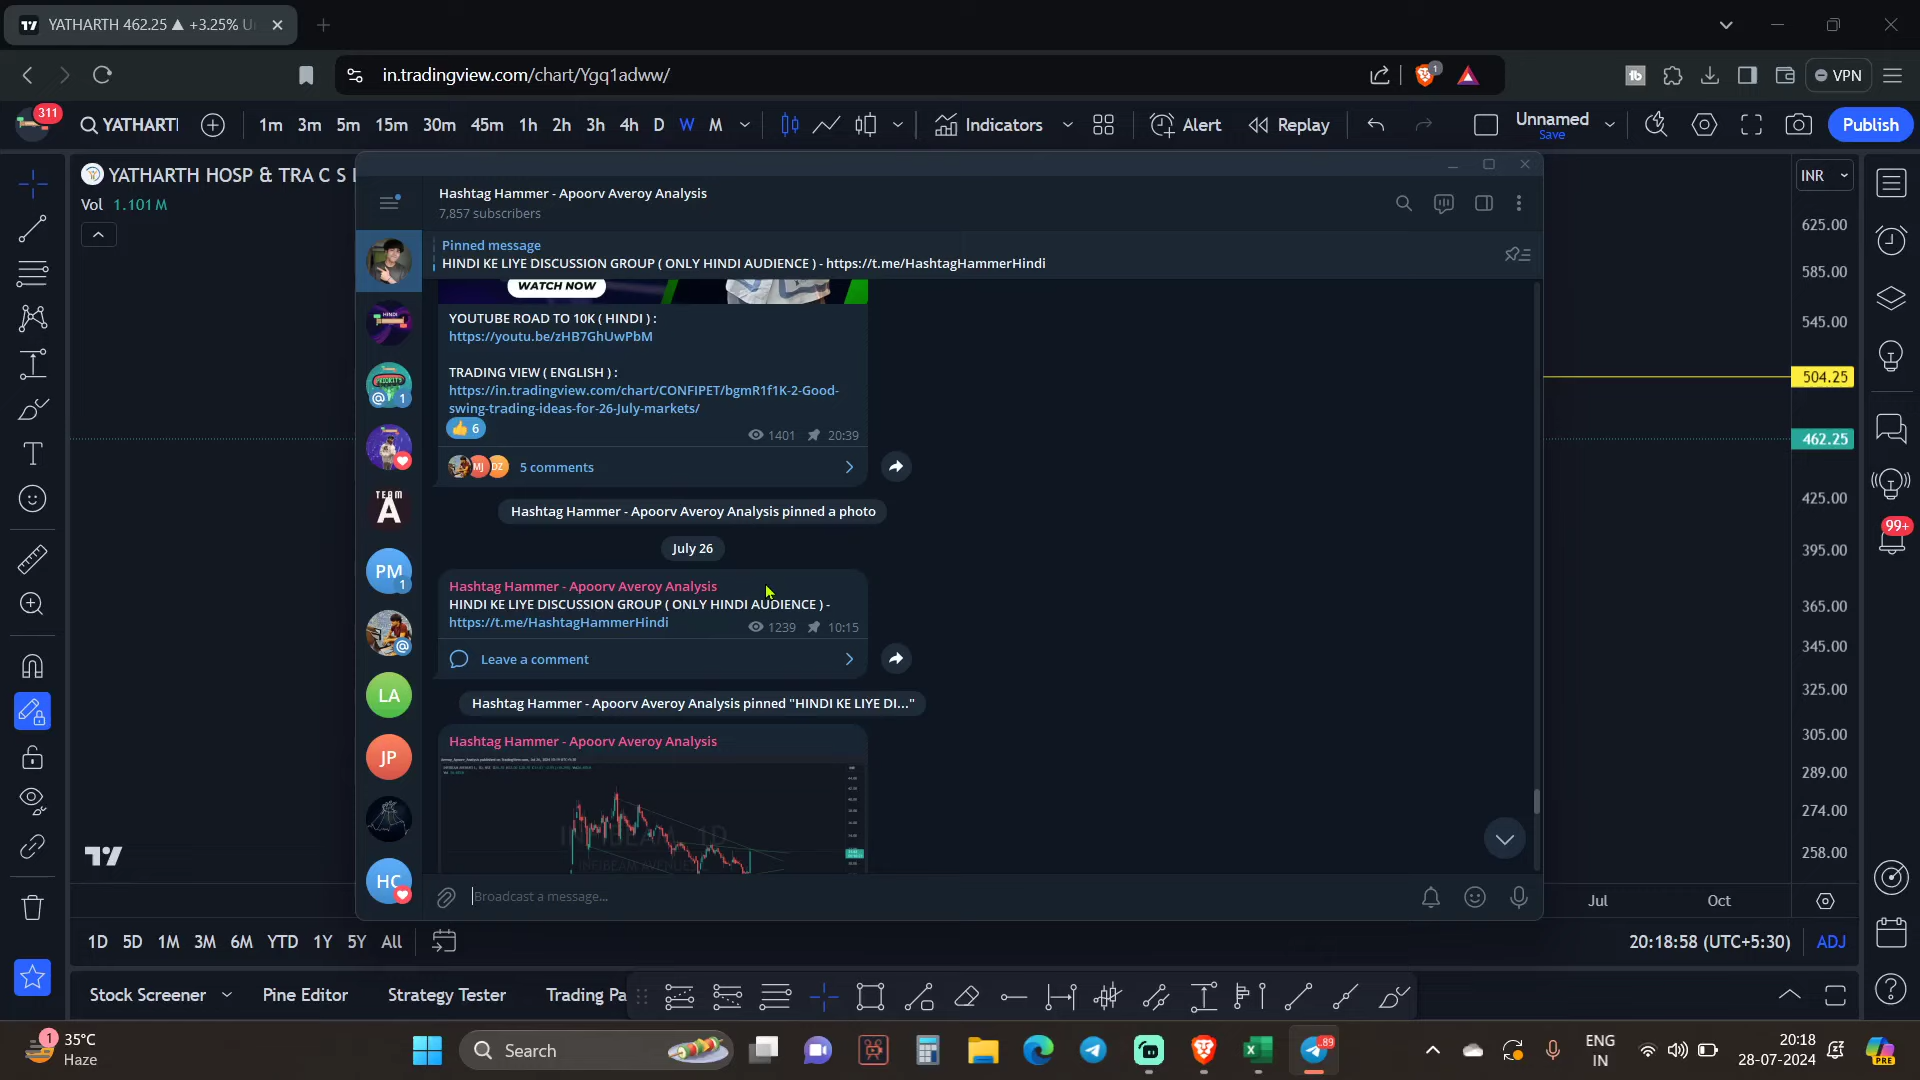 YATHARTH 462.25 ▲ +3.25% U
in.tradingview.com/chart/Ygq1adww/
1
VPN
311
YATHARTI
1m 3m 5m 15m 30m 45m 1h 2h 3h 4h D W M
Indicators
Alert
Replay
Unnamed
Save
Publish
YATHARTH HOSP & TRA C S L
Vol 1.101 M
INR
Hashtag Hammer - Apoorv Averoy Analysis
7,857 subscribers
Pinned message
HINDI KE LIYE DISCUSSION GROUP ( ONLY HINDI AUDIENCE ) - https://t.me/HashtagHammerHindi
WATCH NOW
YOUTUBE ROAD TO 10K ( HINDI ) :
https://youtu.be/zHB7GhUwPbM
TRADING VIEW ( ENGLISH ) :
https://in.tradingview.com/chart/CONFIPET/bgmR1f1K-2-Good-
swing-trading-ideas-for-26-July-markets/
6
1401 20:39
MJ DZ 5 comments
Hashtag Hammer - Apoorv Averoy Analysis pinned a photo
July 26
Hashtag Hammer - Apoorv Averoy Analysis
HINDI KE LIYE DISCUSSION GROUP ( ONLY HINDI AUDIENCE ) -
https://t.me/HashtagHammerHindi
1239 10:15
Leave a comment
Hashtag Hammer - Apoorv Averoy Analysis pinned "HINDI KE LIYE DI..."
Hashtag Hammer - Apoorv Averoy Analysis
Broadcast a message...
HINDI
PRIORITY
@ 1
TEAM
A
PM
1
@
LA
JP
HC
625.00
585.00
545.00
504.25
462.25
425.00
395.00
365.00
345.00
325.00
305.00
289.00
274.00
258.00
99+
Jul Oct
1D 5D 1M 3M 6M YTD 1Y 5Y All
20:18:58 (UTC+5:30) ADJ
Stock Screener
Pine Editor
Strategy Tester
Trading Pa
1
35°C
Haze
Search
89
ENG
IN
20:18
28-07-2024
PRE